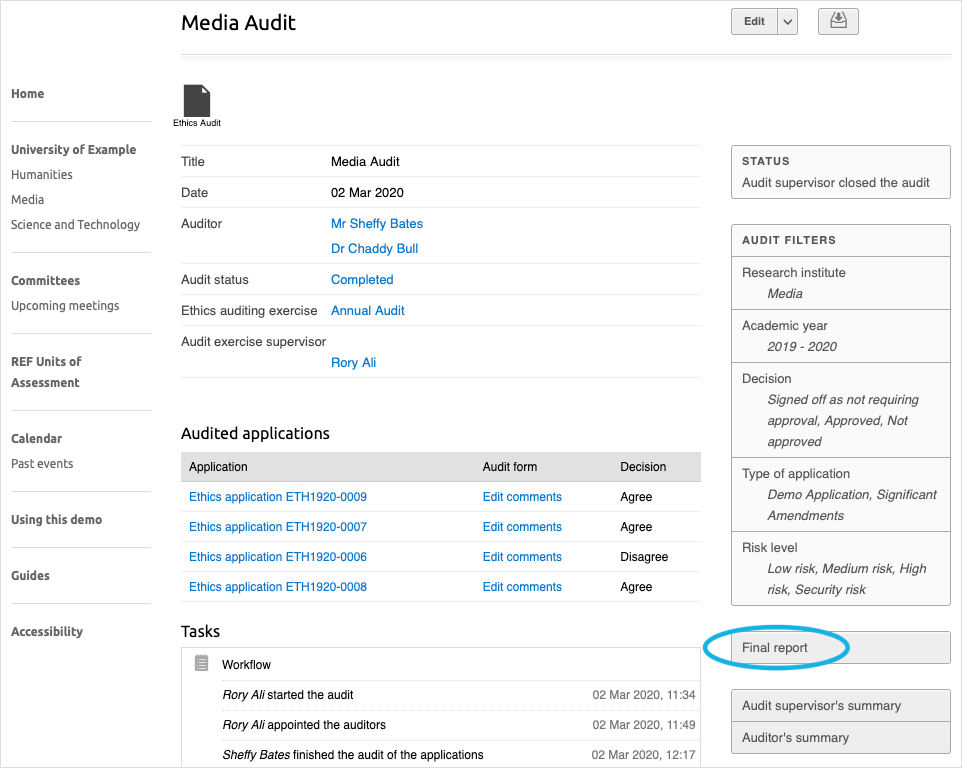 Media Audit
Edit
Home
University of Example
Humanities
Media
Science and Technology
Committees
Upcoming meetings
REF Units of
Assessment
Calendar
Past events
Using this demo
Guides
Accessibility
Ethics Audit
Title Media Audit
Date 02 Mar 2020
Auditor Mr Sheffy Bates
Dr Chaddy Bull
Audit status Completed
Ethics auditing exercise Annual Audit
Audit exercise supervisor
Rory Ali
Audited applications
Application Audit form Decision
Ethics application ETH1920-0009 Edit comments Agree
Ethics application ETH1920-0007 Edit comments Agree
Ethics application ETH1920-0006 Edit comments Disagree
Ethics application ETH1920-0008 Edit comments Agree
Tasks
Workflow
Rory Ali started the audit 02 Mar 2020, 11:34
Rory Ali appointed the auditors 02 Mar 2020, 11:49
Sheffy Bates finished the audit of the applications 02 Mar 2020, 12:17
STATUS
Audit supervisor closed the audit
AUDIT FILTERS
Research institute
Media
Academic year
2019 - 2020
Decision
Signed off as not requiring
approval, Approved, Not
approved
Type of application
Demo Application, Significant
Amendments
Risk level
Low risk, Medium risk, High
risk, Security risk
Final report
Audit supervisor's summary
Auditor's summary